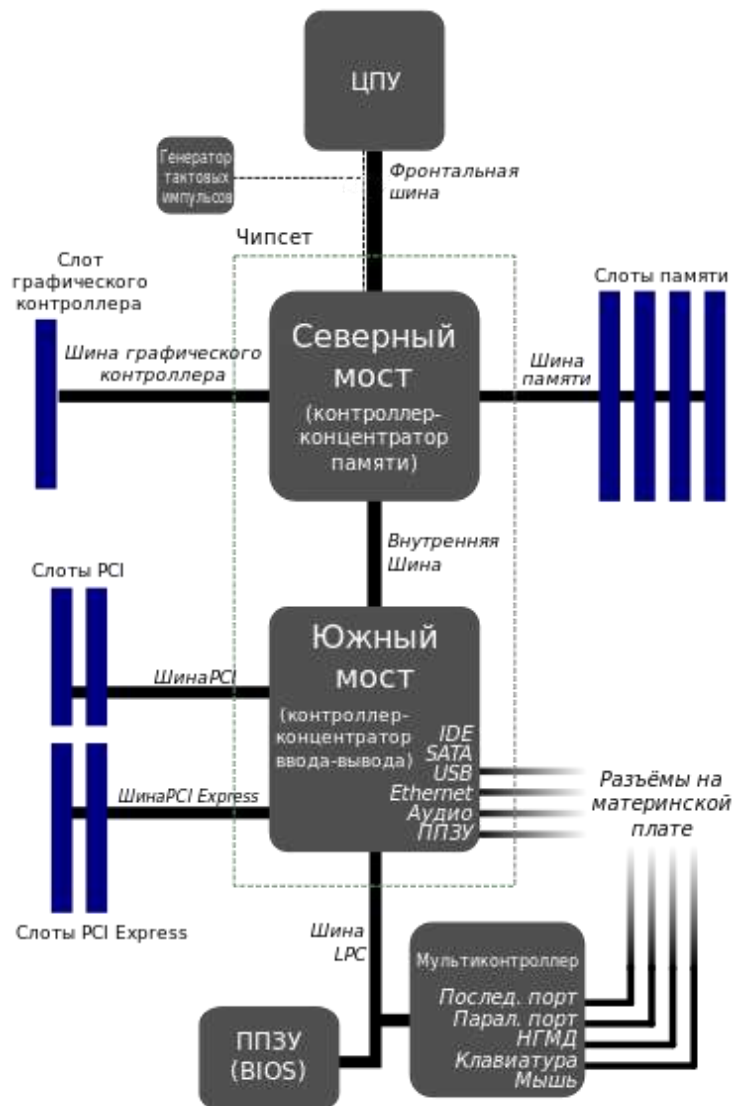 ЦПУ
Генератор
тактовых
импульсов
Фронтальная
шина
Чипсет
Слот
графического
контроллера
Слоты памяти
Шина графического
контроллера
Северный
мост
(контроллер-
концентратор
памяти)
Шина
памяти
Внутренняя
Шина
Слоты PCI
ШинаPCI
Южный
мост
(контроллер-
концентратор
ввода-вывода)
IDE
SATA
USB
Ethernet
Аудио
ППЗУ
Разъёмы на
материнской
плате
ШинаPCI Express
Слоты PCI Express
Шина
LPC
Мультиконтроллер
Послед. порт
Парал. порт
НГМД
Клавиатура
Мышь
ППЗУ
(BIOS)